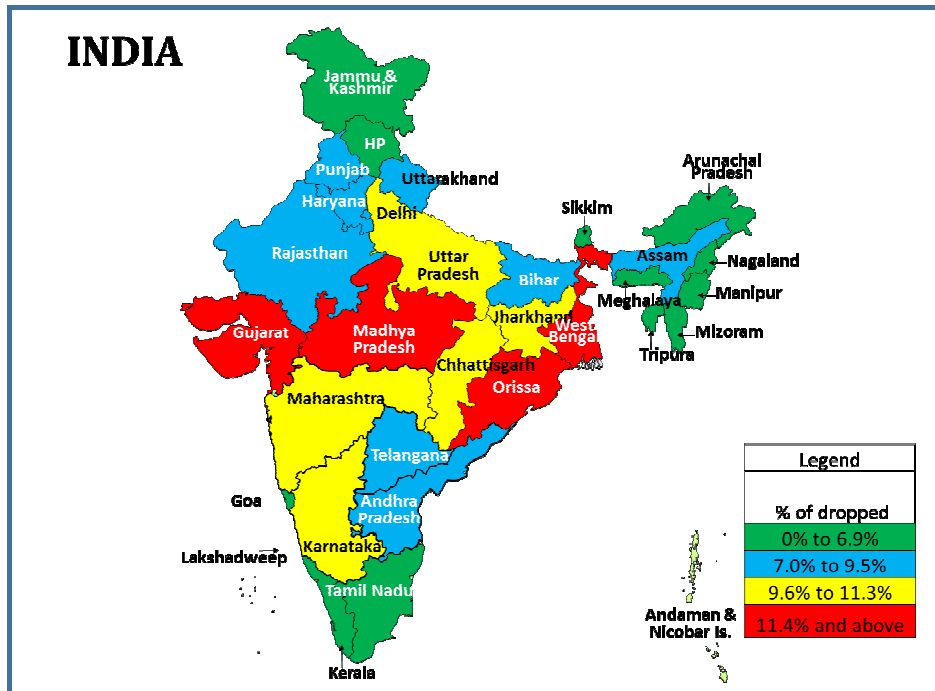 INDIA
Jammu &
Kashmir
HP
Punjab
Uttarakhand
Haryana
Delhi
Arunachal
Pradesh
Sikkim
Rajasthan
Uttar
Pradesh
Assam
Nagaland
Bihar
Meghalaya
Manipur
Jharkhand
Gujarat
Madhya
Pradesh
West
Bengal
Mizoram
Tripura
Chhattisgarh
Orissa
Maharashtra
Telangana
Goa
Andhra
Pradesh
Karnataka
Lakshadweep
Tamil Nadu
Kerala
Andaman &
Nicobar Is.
Legend
% of dropped
0% to 6.9%
7.0% to 9.5%
9.6% to 11.3%
11.4% and above